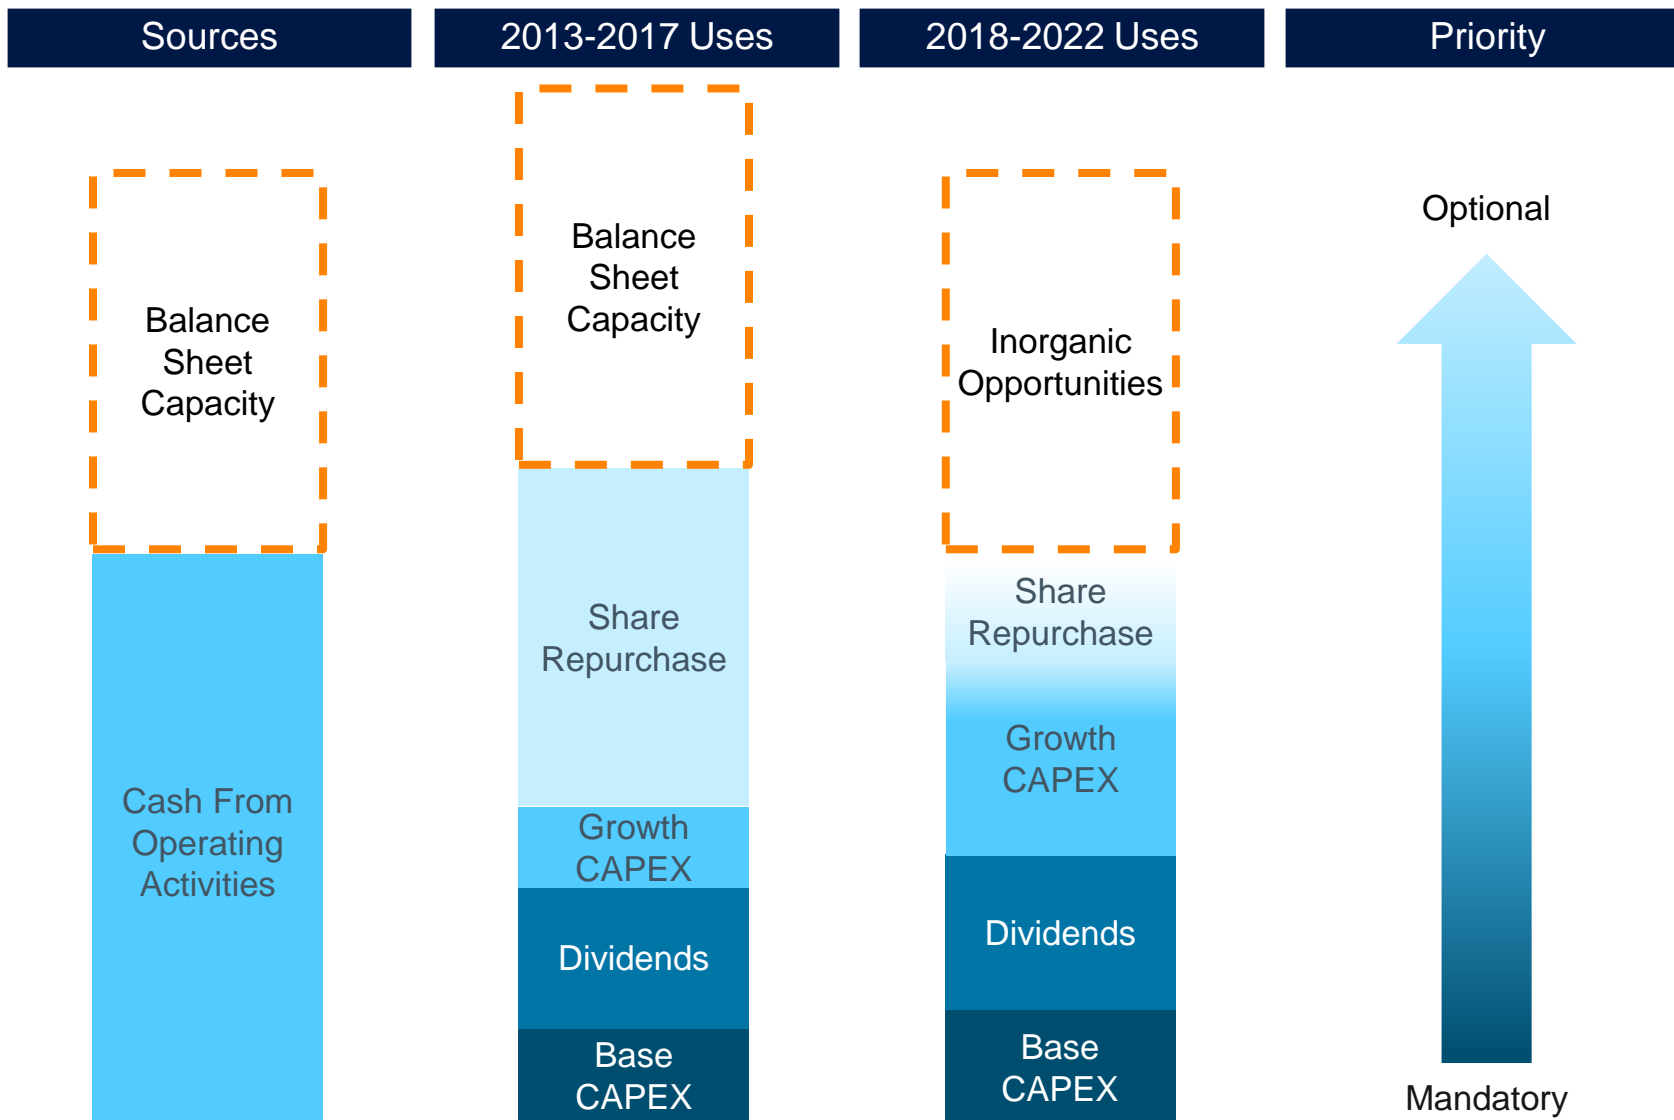 Sources
2013-2017 Uses
2018-2022 Uses
Priority
Balance
Sheet
Capacity
Cash From
Operating
Activities
Balance
Sheet
Capacity
Share
Repurchase
Growth
CAPEX
Dividends
Base
CAPEX
Inorganic
Opportunities
Share
Repurchase
Growth
CAPEX
Dividends
Base
CAPEX
Optional
Mandatory